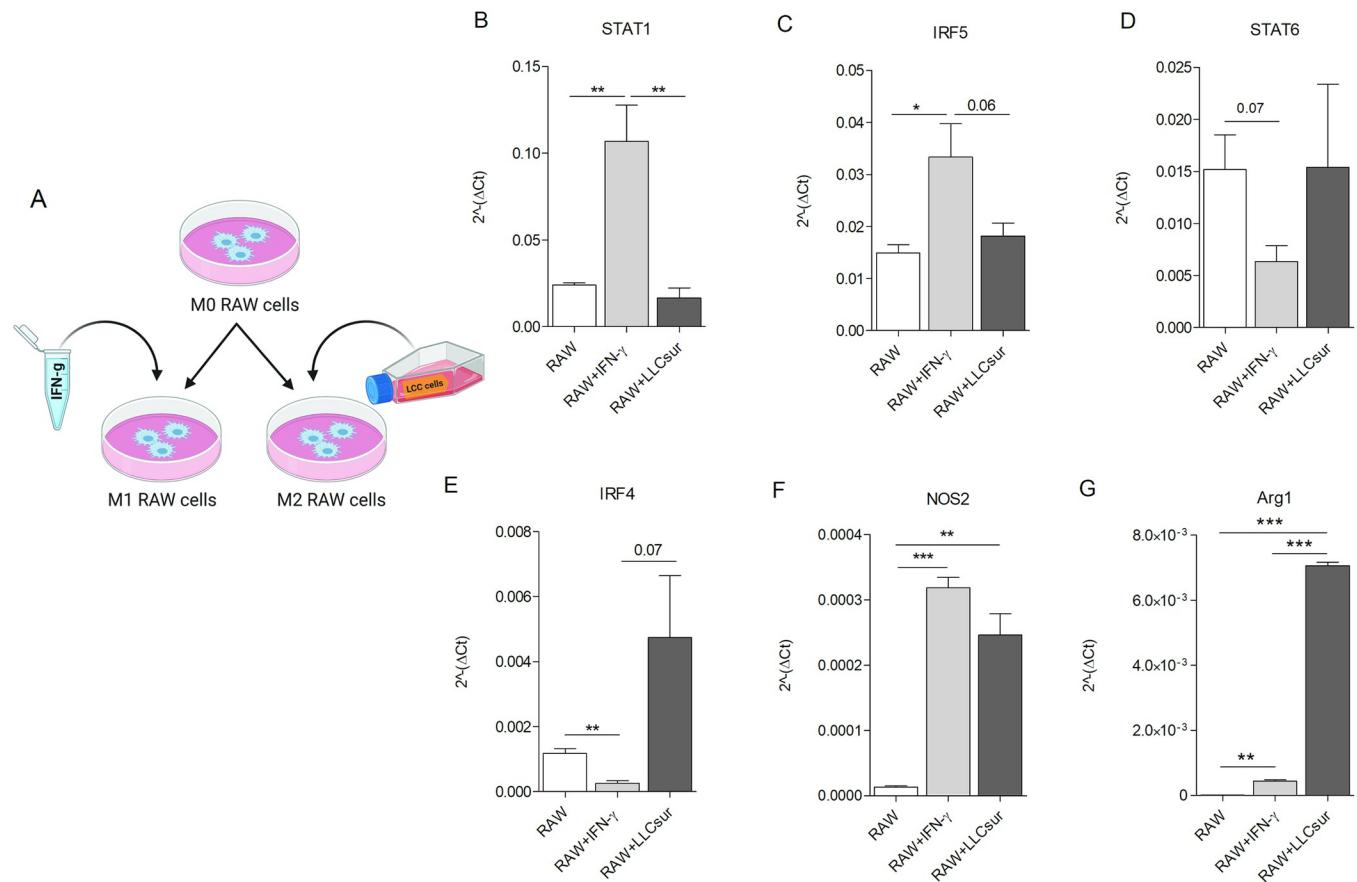 A
M0 RAW cells
IFN-g
LCC cells
M1 RAW cells
M2 RAW cells
B
STAT1
2^-(ΔCt)
0.15
0.10
0.05
0.00
** **
RAW
RAW+IFN-γ
RAW+LLCsur
C
IRF5
2^-(ΔCt)
0.05
0.04
0.03
0.02
0.01
0.00
* 0.06
RAW
RAW+IFN-γ
RAW+LLCsur
D
STAT6
2^-(ΔCt)
0.025
0.020
0.015
0.010
0.005
0.000
0.07
RAW
RAW+IFN-γ
RAW+LLCsur
E
IRF4
2^-(ΔCt)
0.008
0.006
0.004
0.002
0.000
0.07
**
RAW
RAW+IFN-γ
RAW+LLCsur
F
NOS2
2^-(ΔCt)
0.0004
0.0003
0.0002
0.0001
0.0000
**
***
RAW
RAW+IFN-γ
RAW+LLCsur
G
Arg1
2^-(ΔCt)
8.0×10⁻³
6.0×10⁻³
4.0×10⁻³
2.0×10⁻³
0
***
***
**
RAW
RAW+IFN-γ
RAW+LLCsur